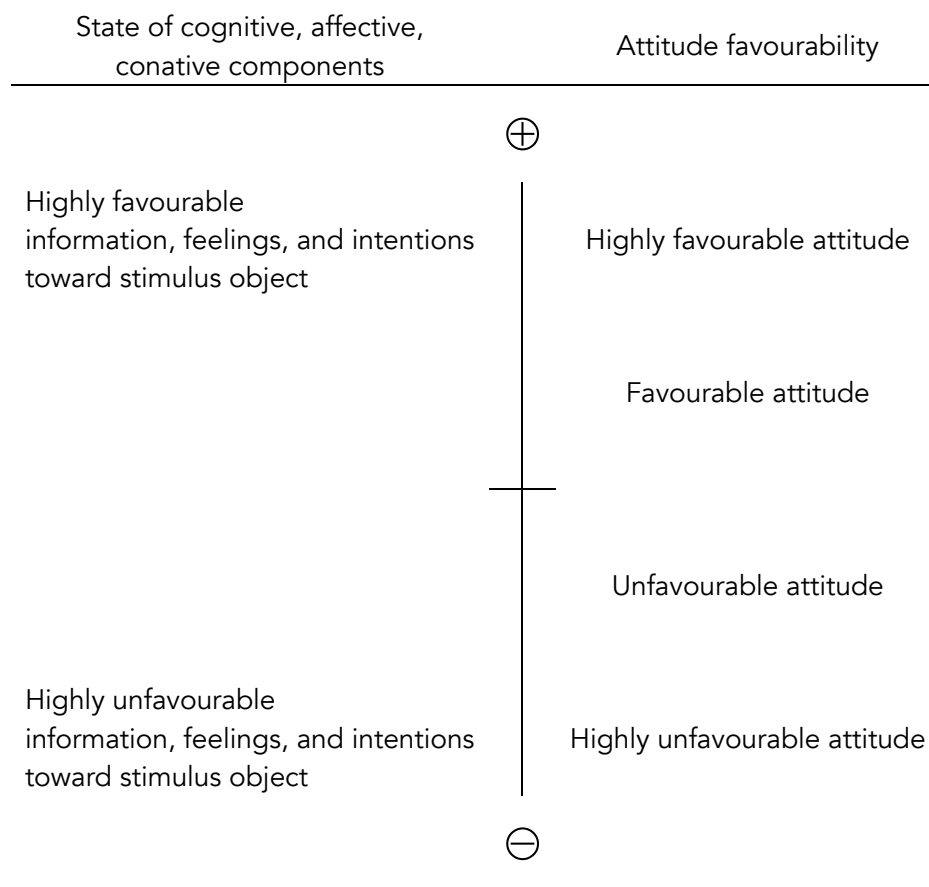 State of cognitive, affective,
conative components
Attitude favourability
⊕
Highly favourable
information, feelings, and intentions
toward stimulus object
Highly favourable attitude
Favourable attitude
Unfavourable attitude
Highly unfavourable
information, feelings, and intentions
toward stimulus object
Highly unfavourable attitude
⊖